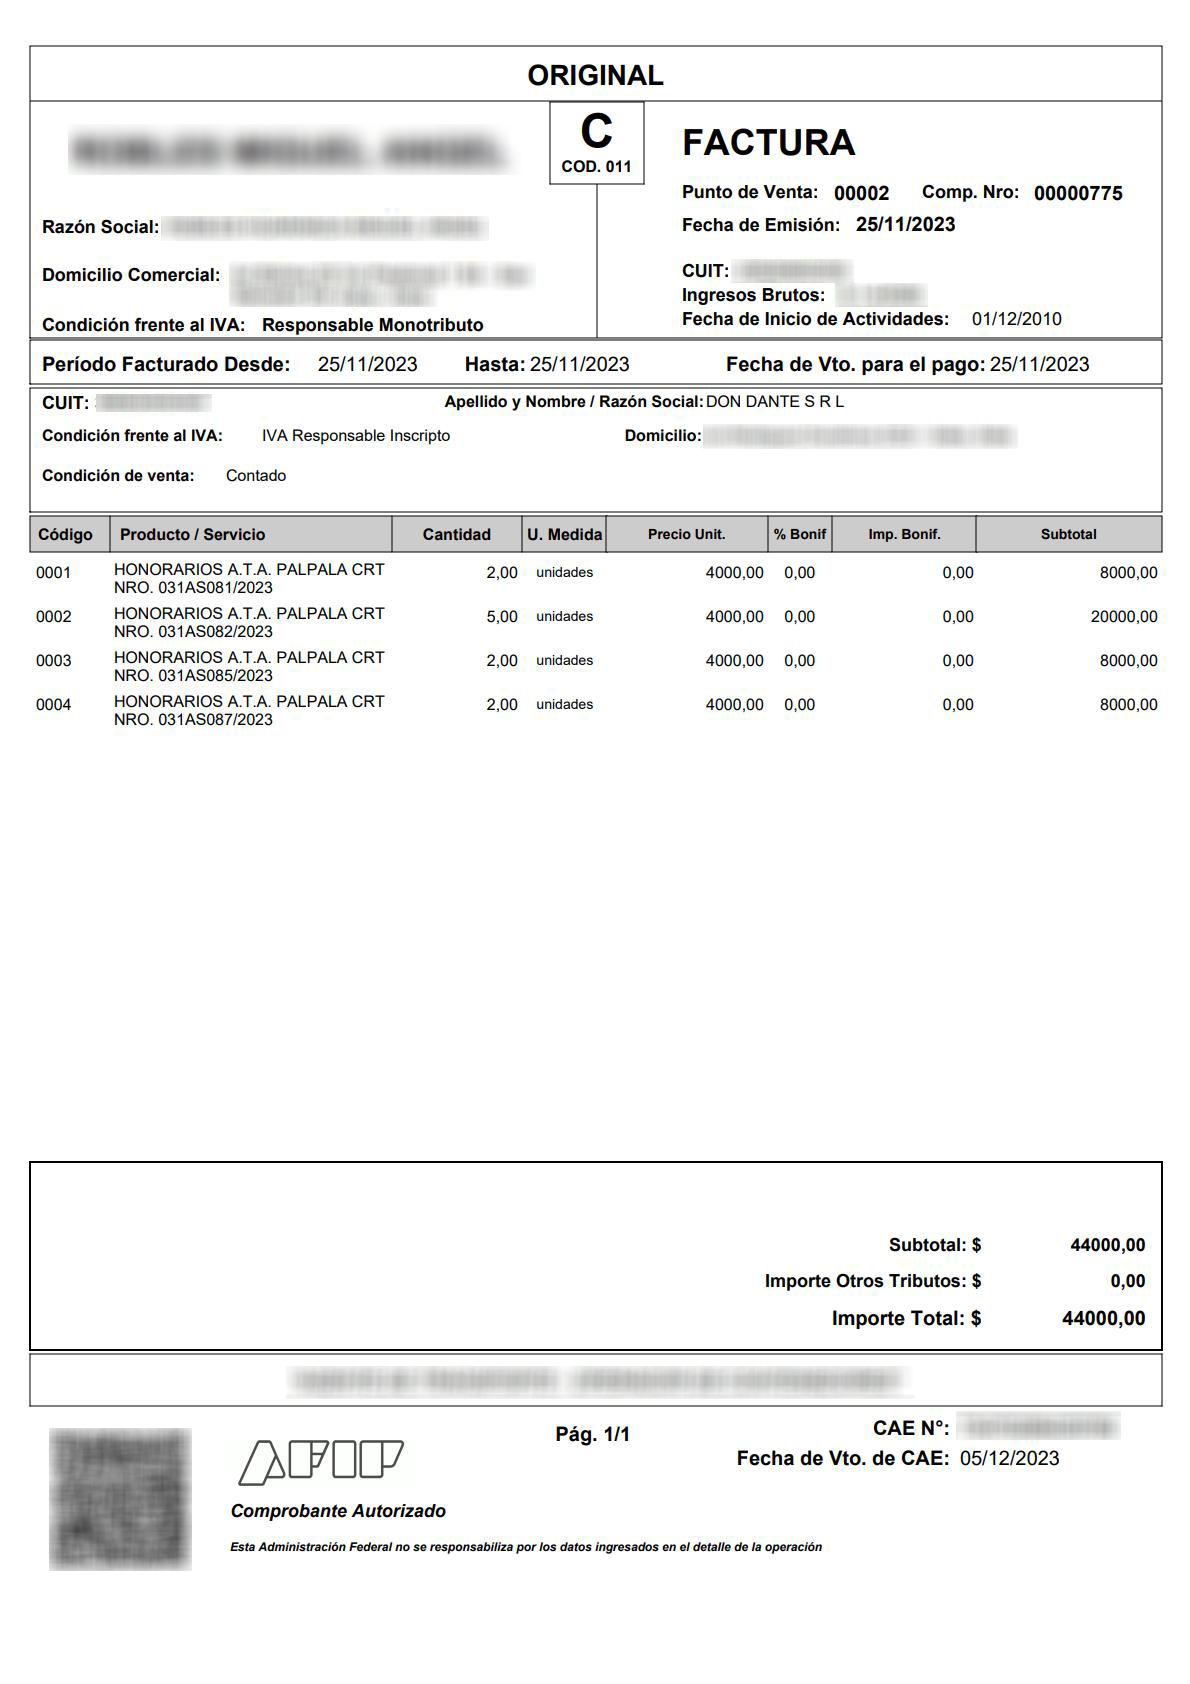 ORIGINAL
C
COD. 011
FACTURA
Punto de Venta: 00002 Comp. Nro: 00000775
Fecha de Emisión: 25/11/2023
Razón Social:
Domicilio Comercial:
Condición frente al IVA: Responsable Monotributo
CUIT:
Ingresos Brutos:
Fecha de Inicio de Actividades: 01/12/2010
Período Facturado Desde: 25/11/2023 Hasta: 25/11/2023 Fecha de Vto. para el pago: 25/11/2023
CUIT: Apellido y Nombre / Razón Social: DON DANTE S R L
Condición frente al IVA: IVA Responsable Inscripto Domicilio:
Condición de venta: Contado
Código Producto / Servicio Cantidad U. Medida Precio Unit. % Bonif Imp. Bonif. Subtotal
0001 HONORARIOS A.T.A. PALPALA CRT 2,00 unidades 4000,00 0,00 0,00 8000,00
NRO. 031AS081/2023
0002 HONORARIOS A.T.A. PALPALA CRT 5,00 unidades 4000,00 0,00 0,00 20000,00
NRO. 031AS082/2023
0003 HONORARIOS A.T.A. PALPALA CRT 2,00 unidades 4000,00 0,00 0,00 8000,00
NRO. 031AS085/2023
0004 HONORARIOS A.T.A. PALPALA CRT 2,00 unidades 4000,00 0,00 0,00 8000,00
NRO. 031AS087/2023
Subtotal: $ 44000,00
Importe Otros Tributos: $ 0,00
Importe Total: $ 44000,00
AFIP
Comprobante Autorizado
Esta Administración Federal no se responsabiliza por los datos ingresados en el detalle de la operación
Pág. 1/1
CAE N°:
Fecha de Vto. de CAE: 05/12/2023